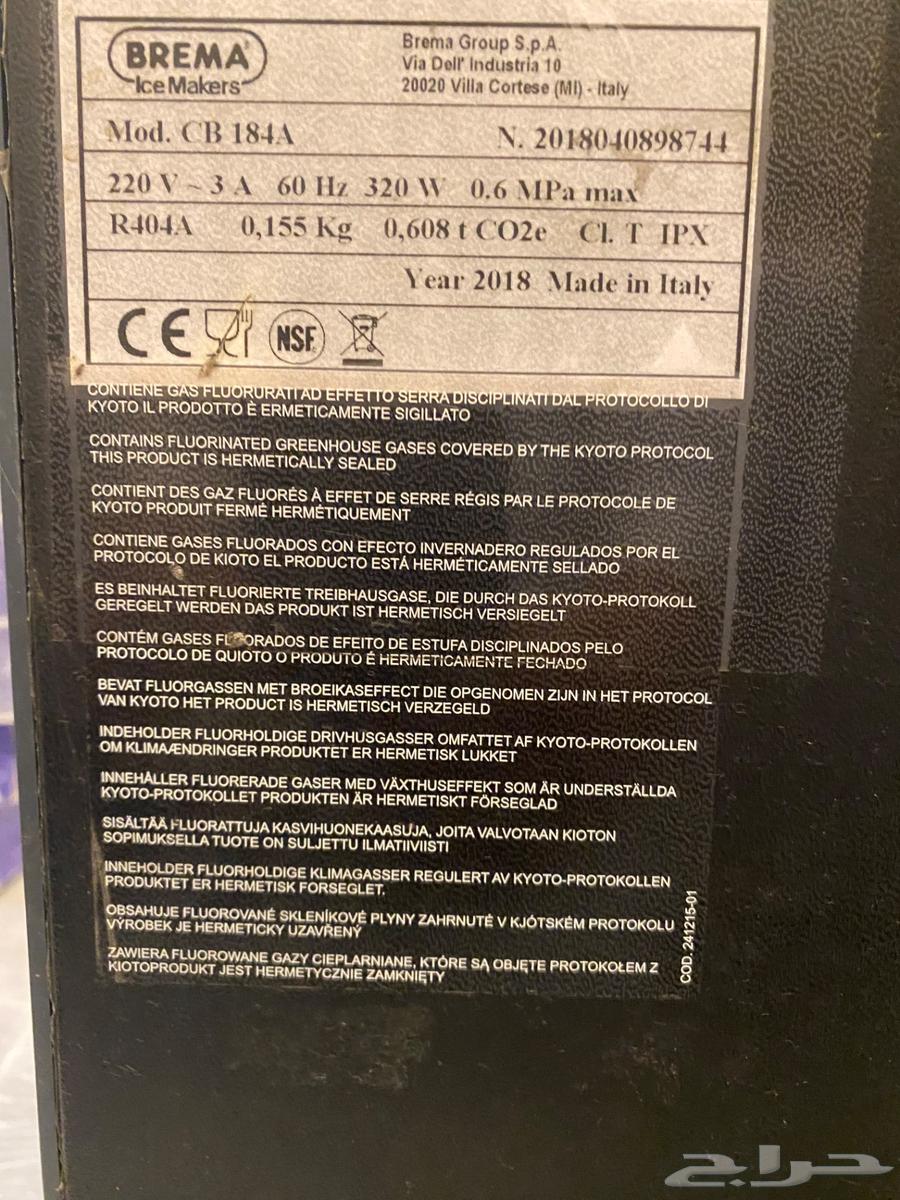 BREMA
Ice Makers
Brema Group S.p.A.
Via Dell' Industria 10
20020 Villa Cortese (MI) - Italy
Mod. CB 184A N. 2018040898744
220 V ~ 3 A 60 Hz 320 W 0.6 MPa max
R404A 0,155 Kg 0,608 t CO2e Cl. T IPX
Year 2018 Made in Italy
CE NSF
CONTIENE GAS FLUORURATI AD EFFETTO SERRA DISCIPLINATI DAL PROTOCOLLO DI
KYOTO IL PRODOTTO È ERMETICAMENTE SIGILLATO
CONTAINS FLUORINATED GREENHOUSE GASES COVERED BY THE KYOTO PROTOCOL
THIS PRODUCT IS HERMETICALLY SEALED
CONTIENT DES GAZ FLUORÉS À EFFET DE SERRE RÉGIS PAR LE PROTOCOLE DE
KYOTO PRODUIT FERMÉ HERMÉTIQUEMENT
CONTIENE GASES FLUORADOS CON EFECTO INVERNADERO REGULADOS POR EL
PROTOCOLO DE KIOTO EL PRODUCTO ESTÁ HERMÉTICAMENTE SELLADO
ES BEINHALTET FLUORIERTE TREIBHAUSGASE, DIE DURCH DAS KYOTO-PROTOKOLL
GEREGELT WERDEN DAS PRODUKT IST HERMETISCH VERSIEGELT
CONTÉM GASES FLUORADOS DE EFEITO DE ESTUFA DISCIPLINADOS PELO
PROTOCOLO DE QUIOTO O PRODUTO É HERMETICAMENTE FECHADO
BEVAT FLUORGASSEN MET BROEIKASEFFECT DIE OPGENOMEN ZIJN IN HET PROTOCOL
VAN KYOTO HET PRODUCT IS HERMETISCH VERZEGELD
INDEHOLDER FLUORHOLDIGE DRIVHUSGASSER OMFATTET AF KYOTO-PROTOKOLLEN
OM KLIMAÆNDRINGER PRODUKTET ER HERMETISK LUKKET
INNEHÅLLER FLUORERADE GASER MED VÄXTHUSEFFEKT SOM ÄR UNDERSTÄLLDA
KYOTO-PROTOKOLLET PRODUKTEN ÄR HERMETISKT FÖRSEGLAD
SISÄLTÄÄ FLUORATTUJA KASVIHUONEKAASUJA, JOITA VALVOTAAN KIOTON
SOPIMUKSELLA TUOTE ON SULJETTU ILMATIIVIISTI
INNEHOLDER FLUORHOLDIGE KLIMAGASSER REGULERT AV KYOTO-PROTOKOLLEN
PRODUKTET ER HERMETISK FORSEGLET.
OBSAHUJE FLUOROVANÉ SKLENÍKOVÉ PLYNY ZAHRNUTÉ V KJÓTSKÉM PROTOKOLU
VÝROBEK JE HERMETICKY UZAVŘENÝ
ZAWIERA FLUOROWANE GAZY CIEPLARNIANE, KTÓRE SĄ OBJĘTE PROTOKOŁEM Z
KIOTOPRODUKT JEST HERMETYCZNIE ZAMKNIĘTY
COD. 241215-01
حراج